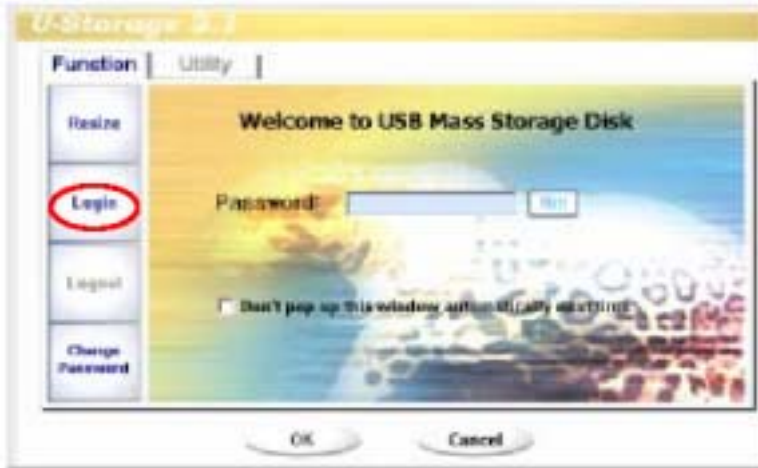 U-Storage 3.1
Function
Utility
Resize
Welcome to USB Mass Storage Disk
Login
Password:
Logout
Don't pop up this window automatically next time
Change
Password
OK
Cancel